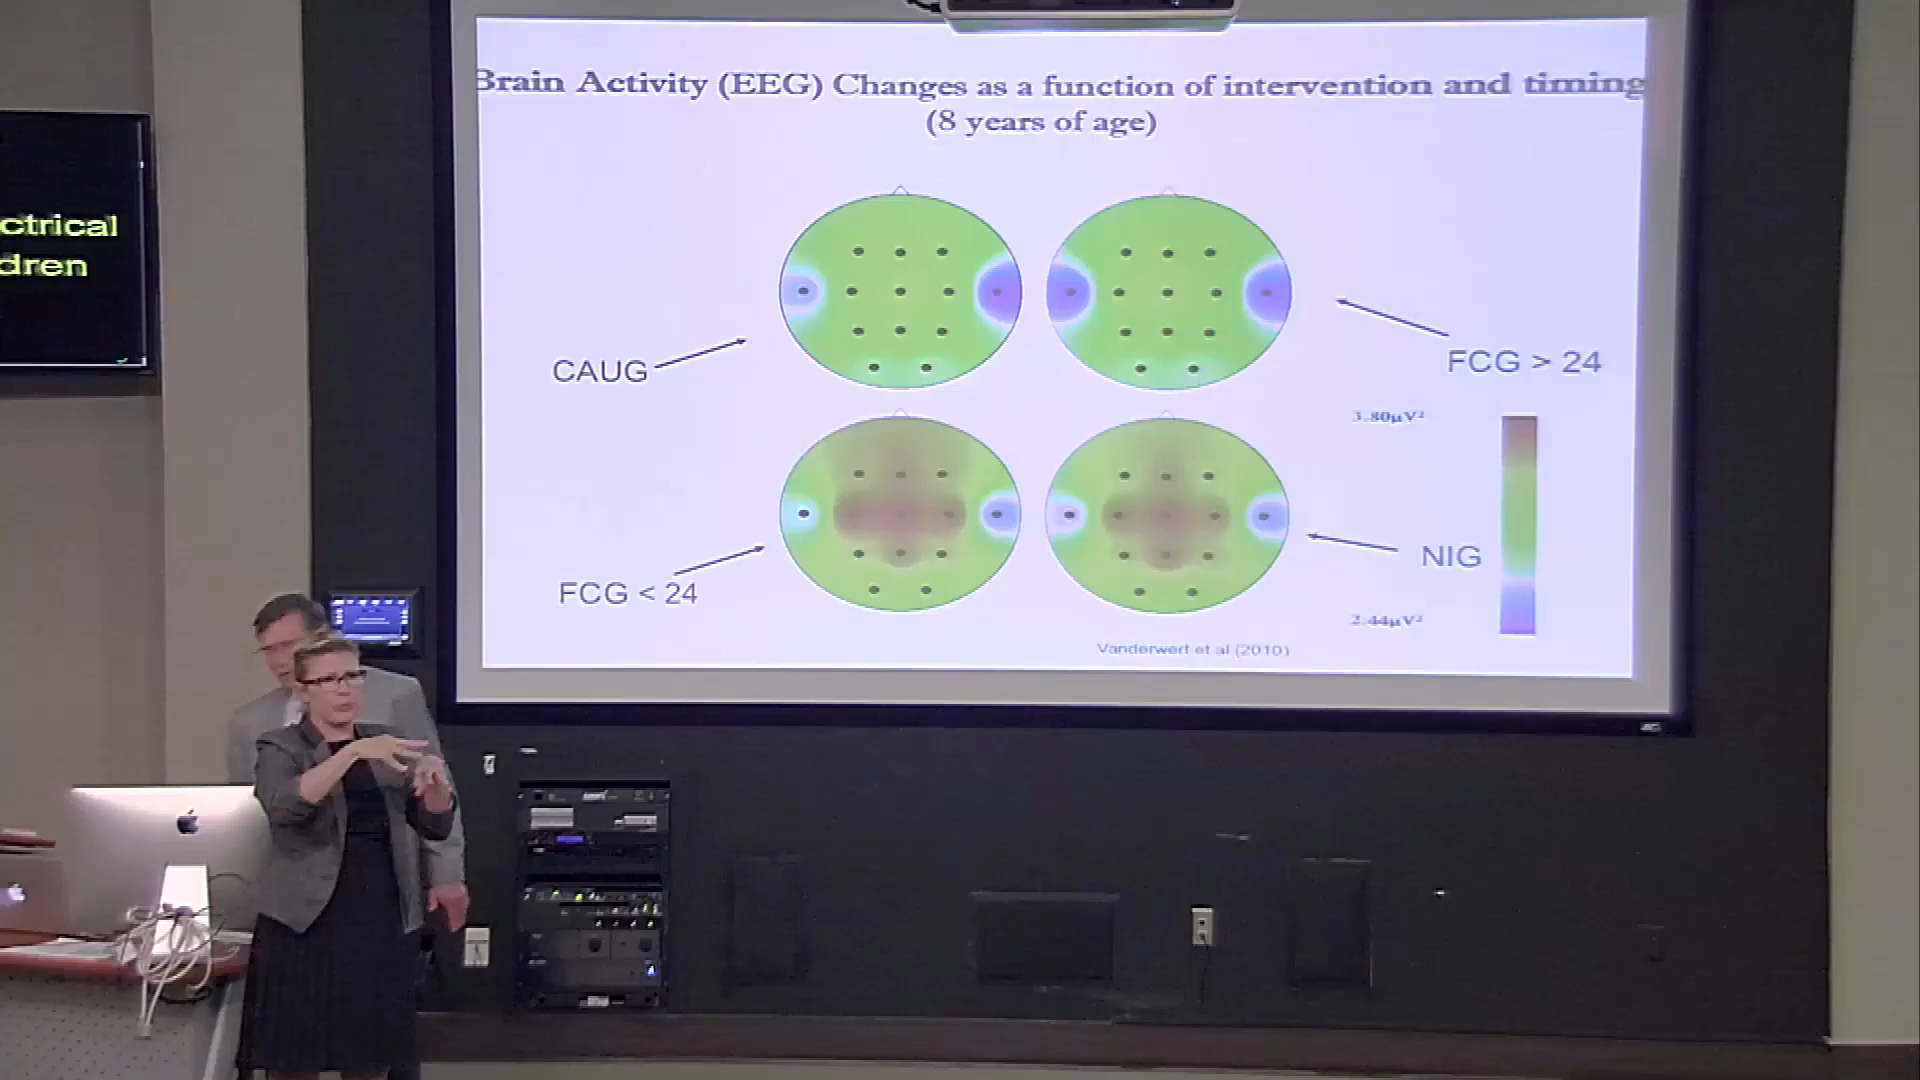 ctrical
dren
Brain Activity (EEG) Changes as a function of intervention and timing
(8 years of age)
CAUG
FCG > 24
3.80µV²
FCG < 24
NIG
2.44µV²
Vanderwert et al (2010)